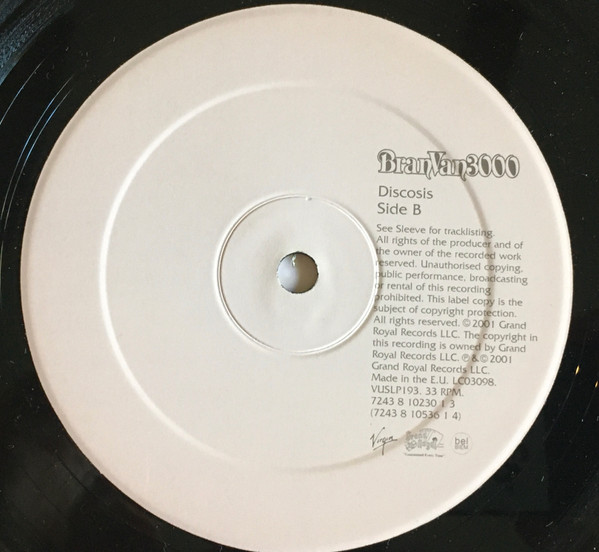 BranVan3000
Discosis
Side B
See Sleeve for tracklisting.
All rights of the producer and of
the owner of the recorded work
reserved. Unauthorised copying,
public performance, broadcasting
or rental of this recording
prohibited. This label copy is the
subject of copyright protection.
All rights reserved. © 2001 Grand
Royal Records LLC. The copyright in
this recording is owned by Grand
Royal Records LLC. ℗ & © 2001
Grand Royal Records LLC.
Made in the E.U. LC03098.
VUSLP193. 33 RPM.
7243 8 10230 1 3
(7243 8 10536 1 4)
Virgin